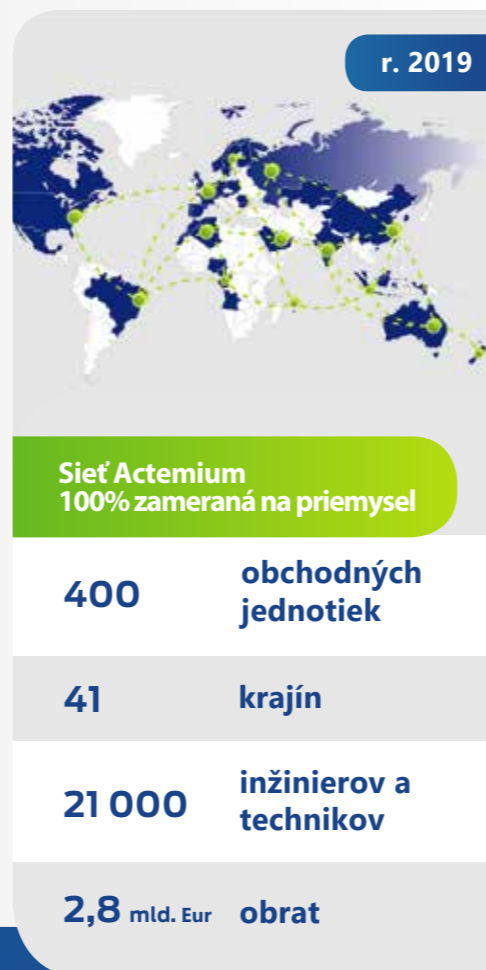 r. 2019
Sieť Actemium
100% zameraná na priemysel
400 obchodných
jednotiek
41 krajín
21 000 inžinierov a
technikov
2,8 mld. Eur obrat